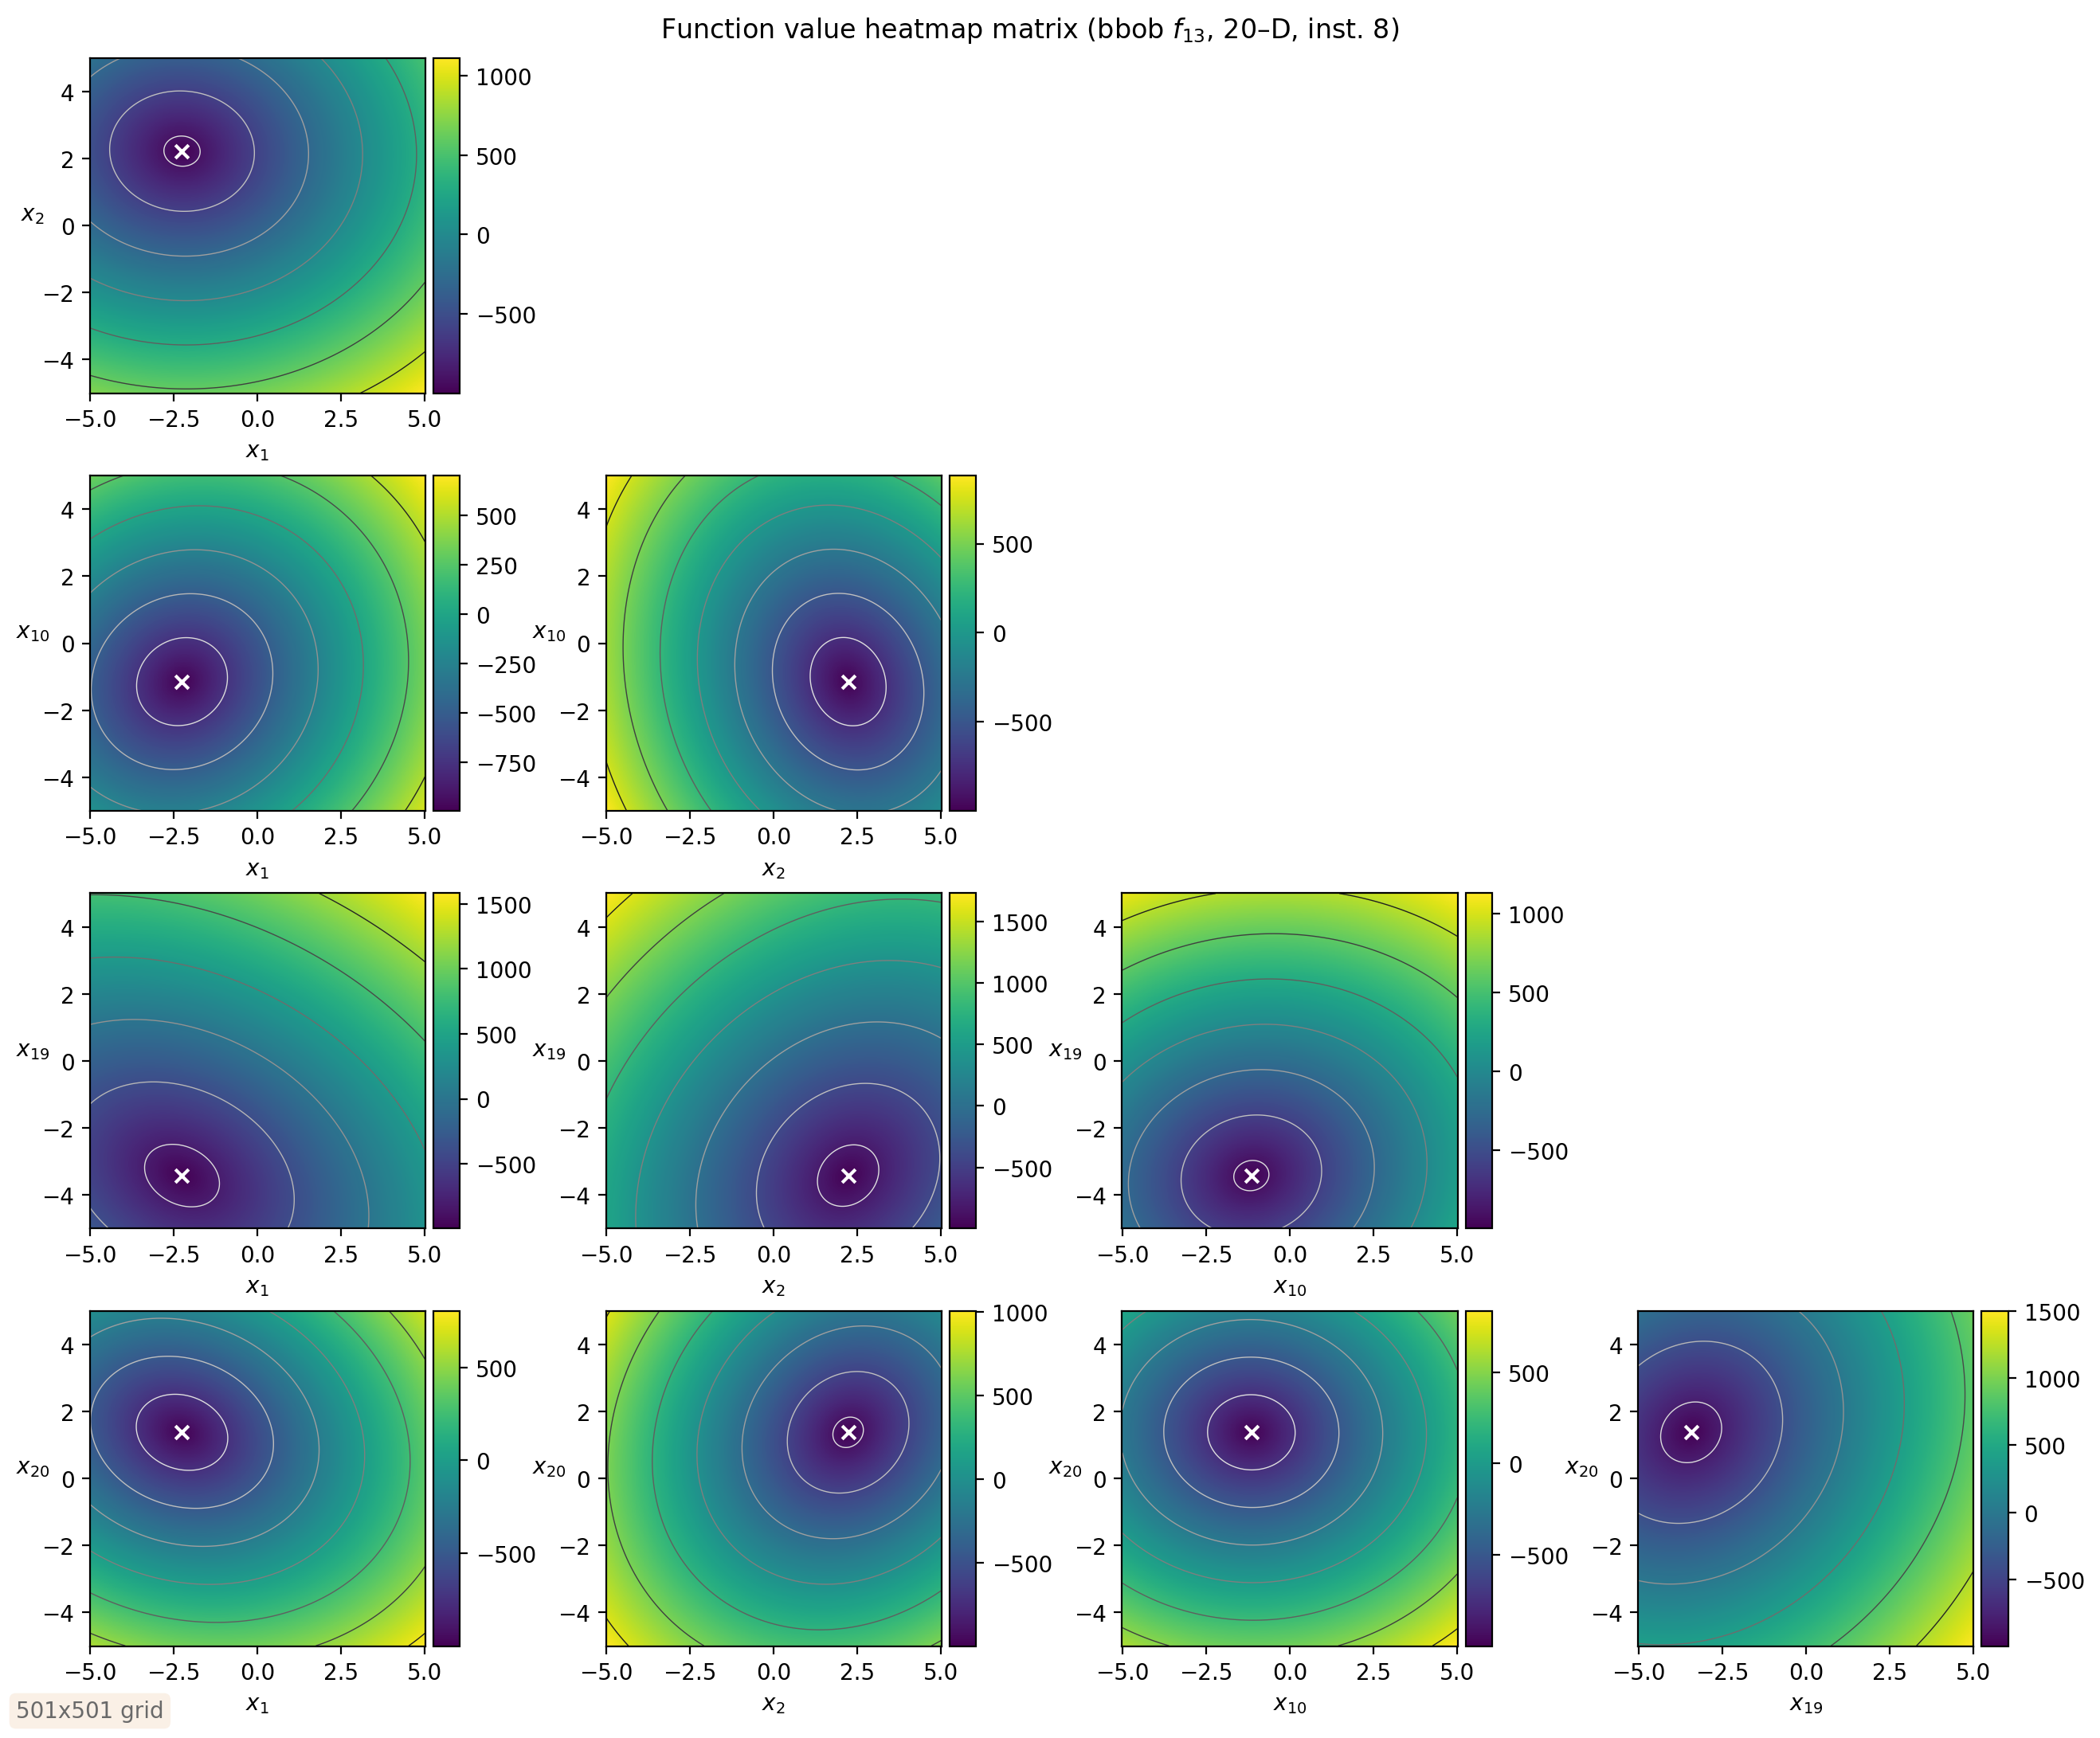 Function value heatmap matrix (bbob f13, 20–D, inst. 8)
4
2
0
−2
−4
x2
−5.0 −2.5 0.0 2.5 5.0
x1
1000
500
0
−500
4
2
0
−2
−4
x10
−5.0 −2.5 0.0 2.5 5.0
x1
500
250
0
−250
−500
−750
4
2
0
−2
−4
x10
−5.0 −2.5 0.0 2.5 5.0
x2
500
0
−500
4
2
0
−2
−4
x19
−5.0 −2.5 0.0 2.5 5.0
x1
1500
1000
500
0
−500
4
2
0
−2
−4
x19
−5.0 −2.5 0.0 2.5 5.0
x2
1500
1000
500
0
−500
4
2
0
−2
−4
x19
−5.0 −2.5 0.0 2.5 5.0
x10
1000
500
0
−500
4
2
0
−2
−4
x20
−5.0 −2.5 0.0 2.5 5.0
x1
500
0
−500
4
2
0
−2
−4
x20
−5.0 −2.5 0.0 2.5 5.0
x2
1000
500
0
−500
4
2
0
−2
−4
x20
−5.0 −2.5 0.0 2.5 5.0
x10
500
0
−500
4
2
0
−2
−4
x20
−5.0 −2.5 0.0 2.5 5.0
x19
1500
1000
500
0
−500
501x501 grid